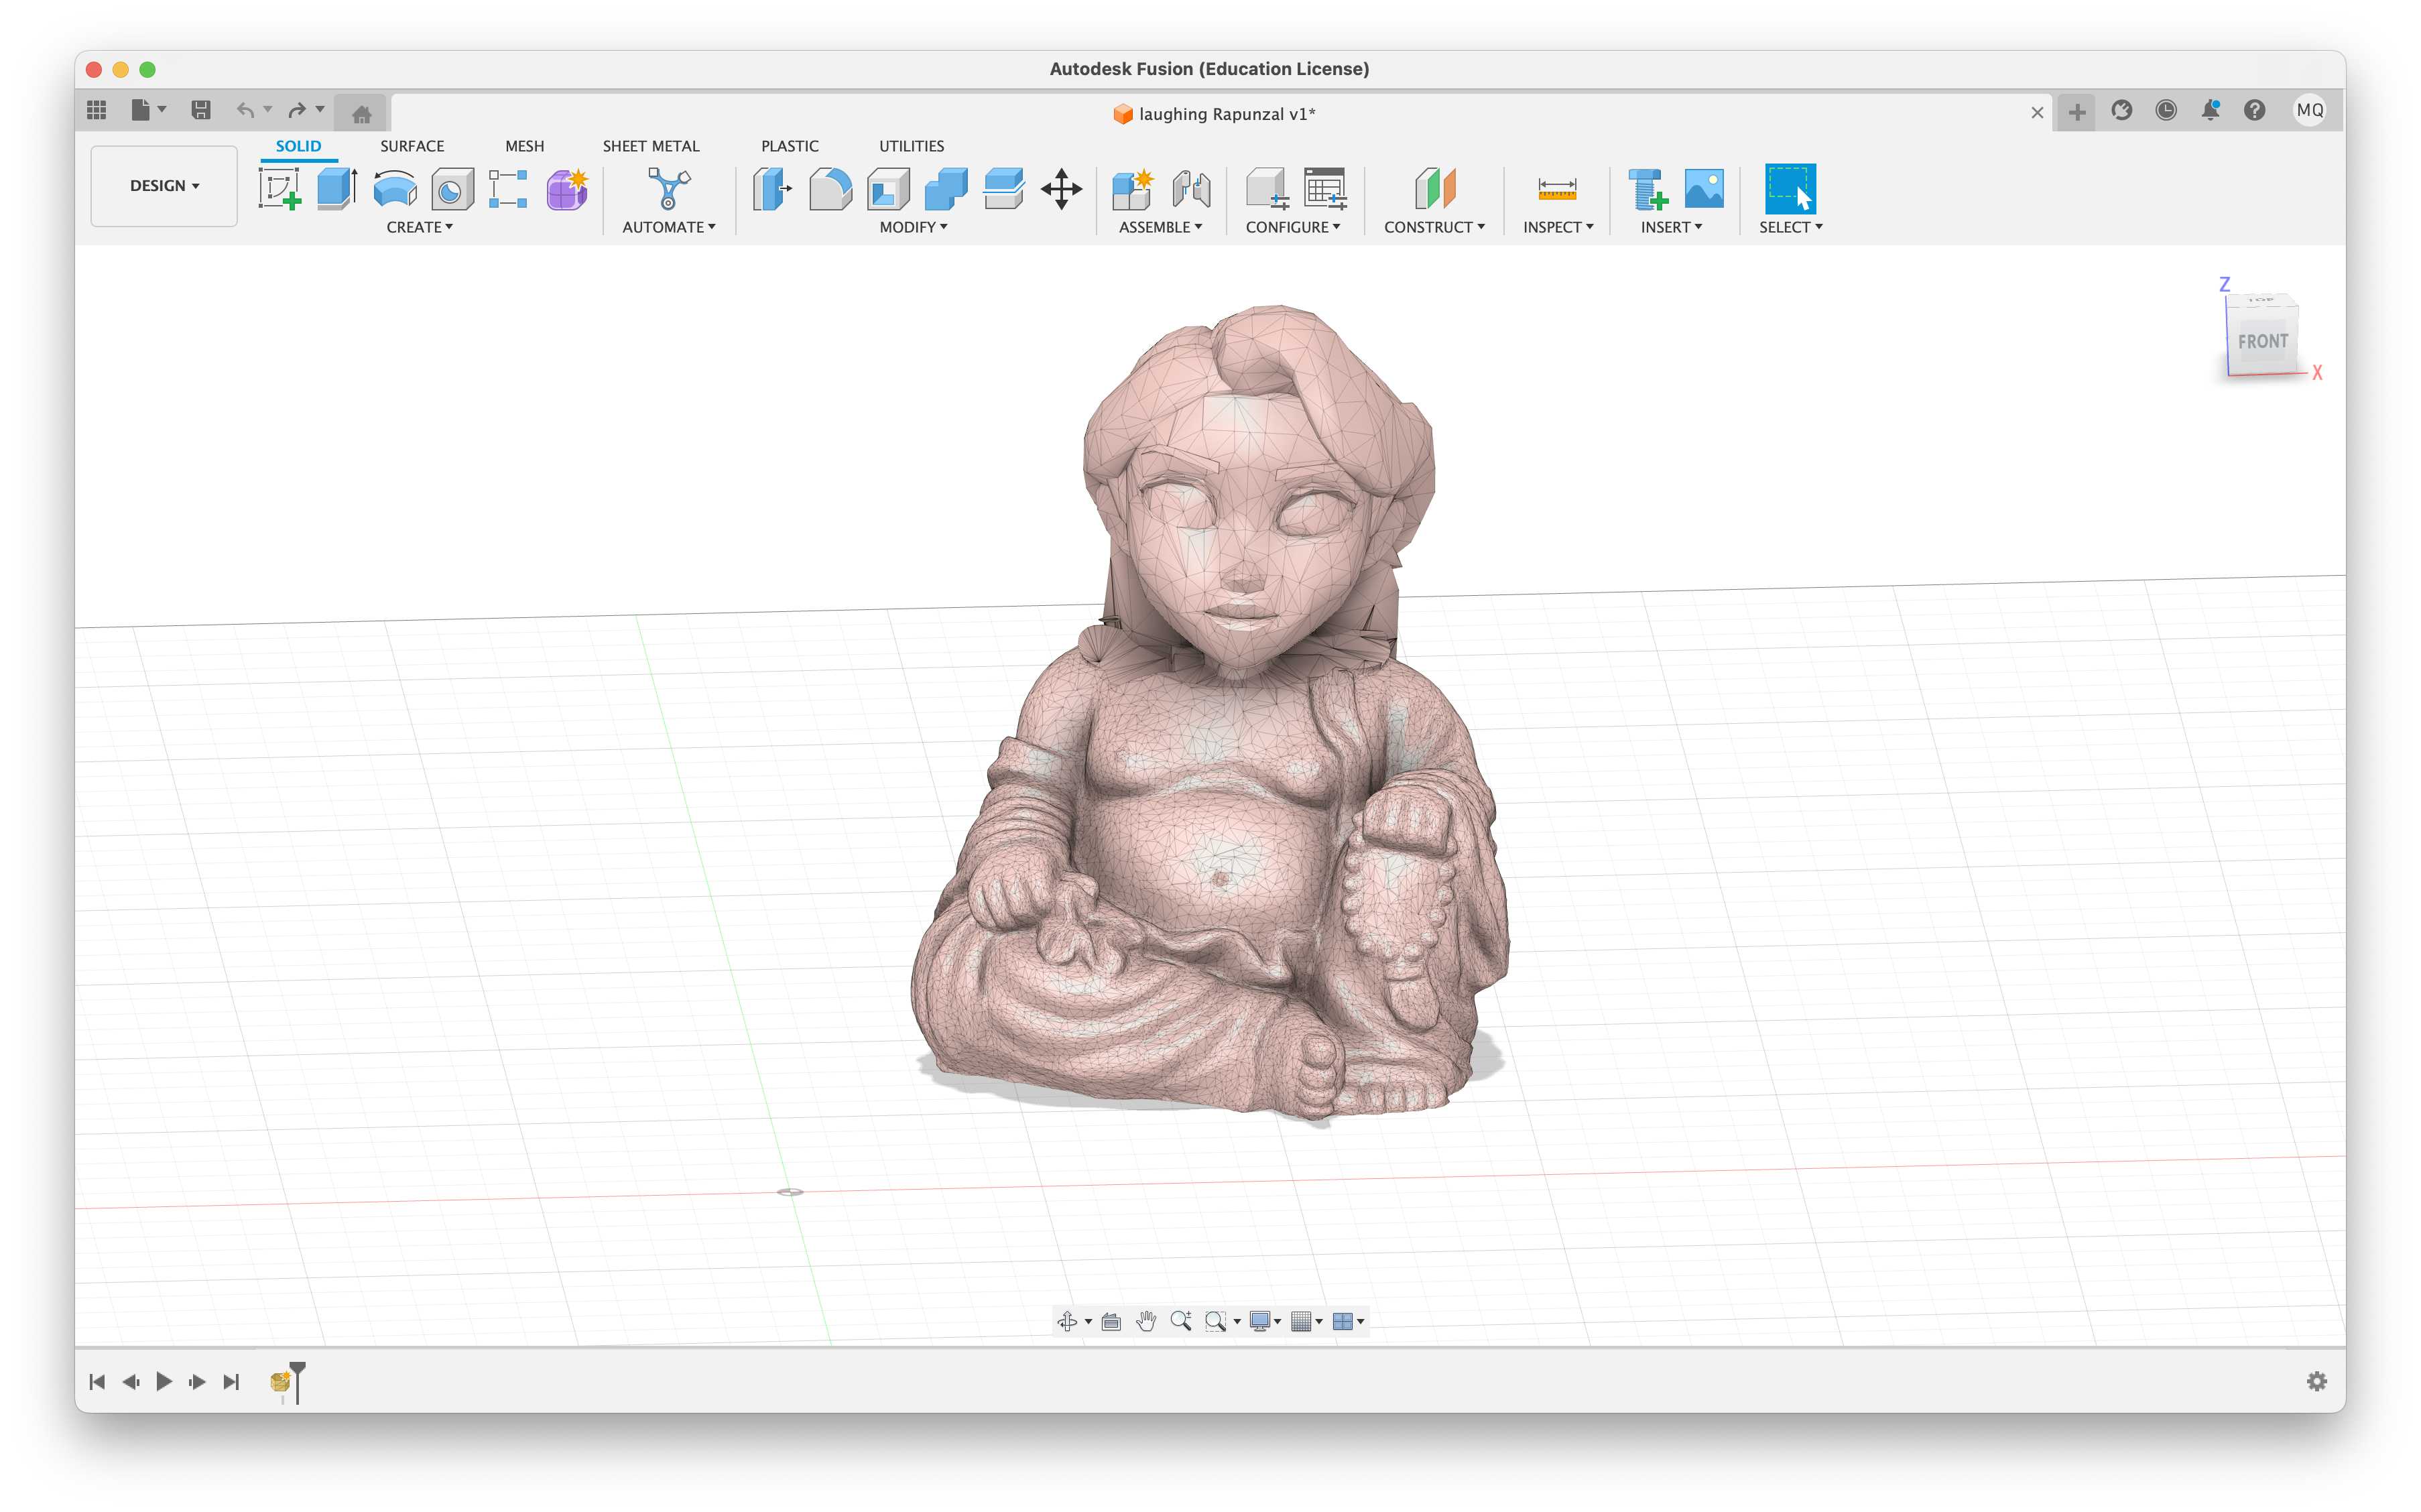 Autodesk Fusion (Education License)
laughing Rapunzal v1*
MQ
SOLID SURFACE MESH SHEET METAL PLASTIC UTILITIES
DESIGN
CREATE AUTOMATE MODIFY ASSEMBLE CONFIGURE CONSTRUCT INSPECT INSERT SELECT
Z
TOP
FRONT
X